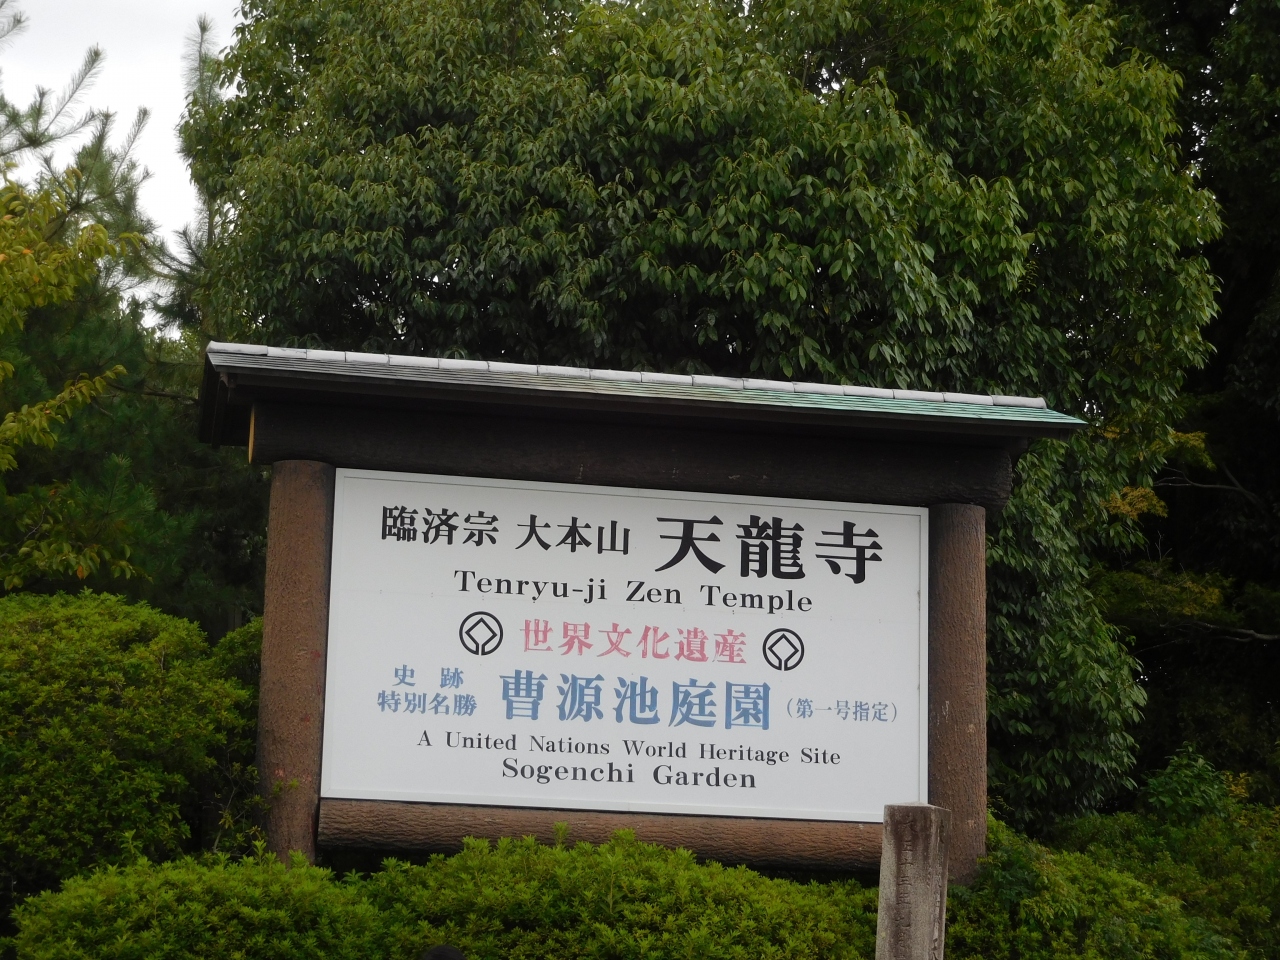 臨済宗 大本山 天龍寺
Tenryu-ji Zen Temple
世界文化遺産
史跡
特別名勝 曹源池庭園 (第一号指定)
A United Nations World Heritage Site
Sogenchi Garden